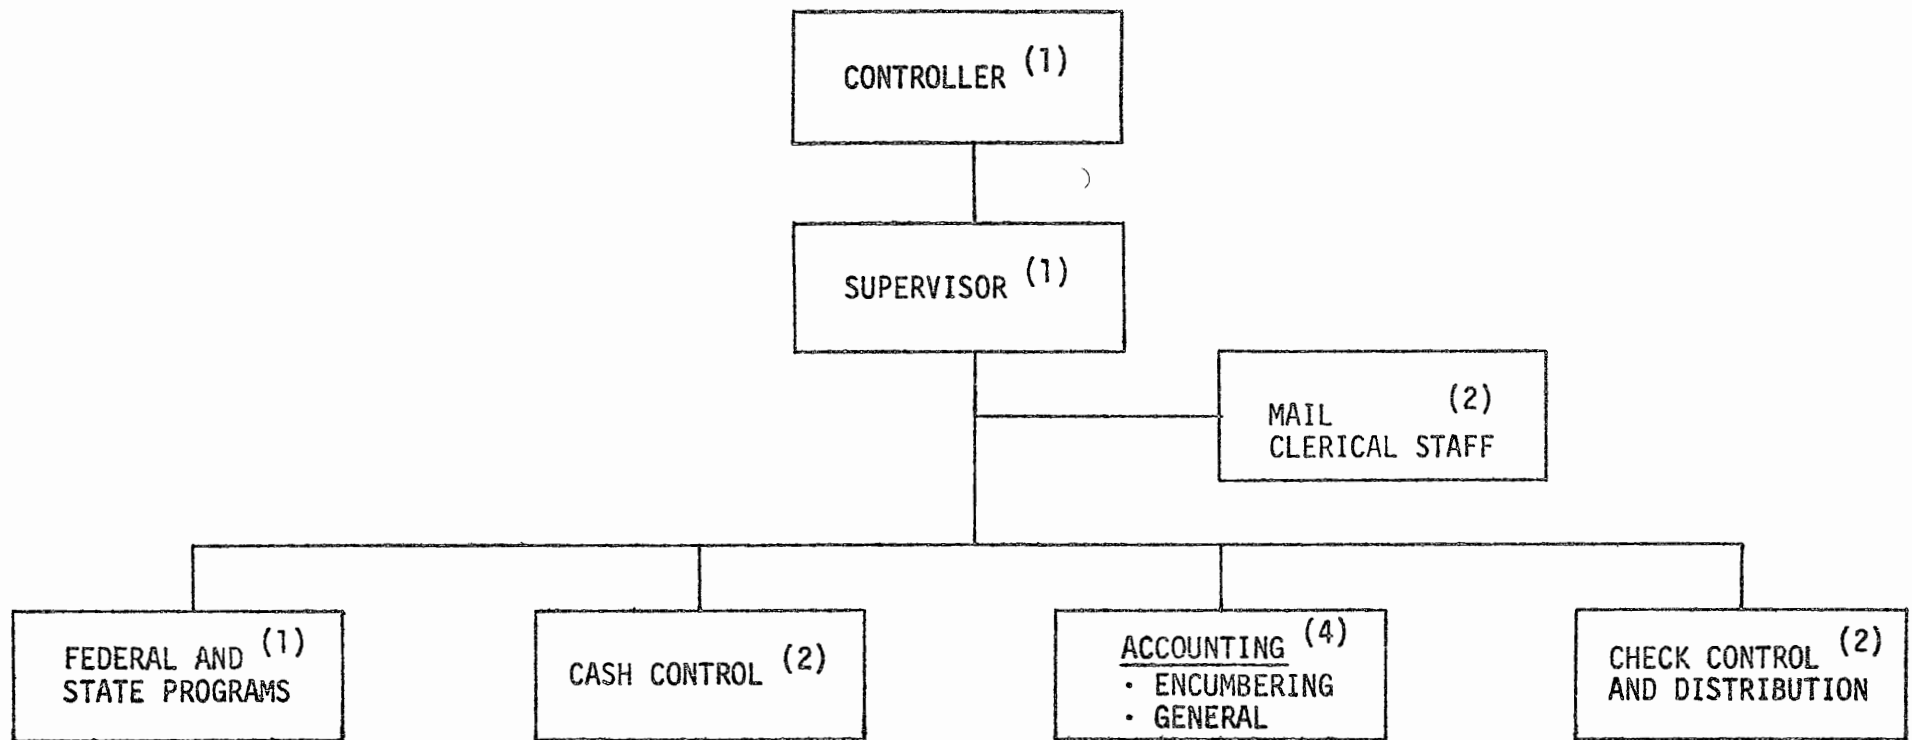 CONTROLLER (1)
SUPERVISOR (1)
MAIL (2)
CLERICAL STAFF
FEDERAL AND (1)
STATE PROGRAMS
CASH CONTROL (2)
ACCOUNTING (4)
· ENCUMBERING
· GENERAL
CHECK CONTROL (2)
AND DISTRIBUTION